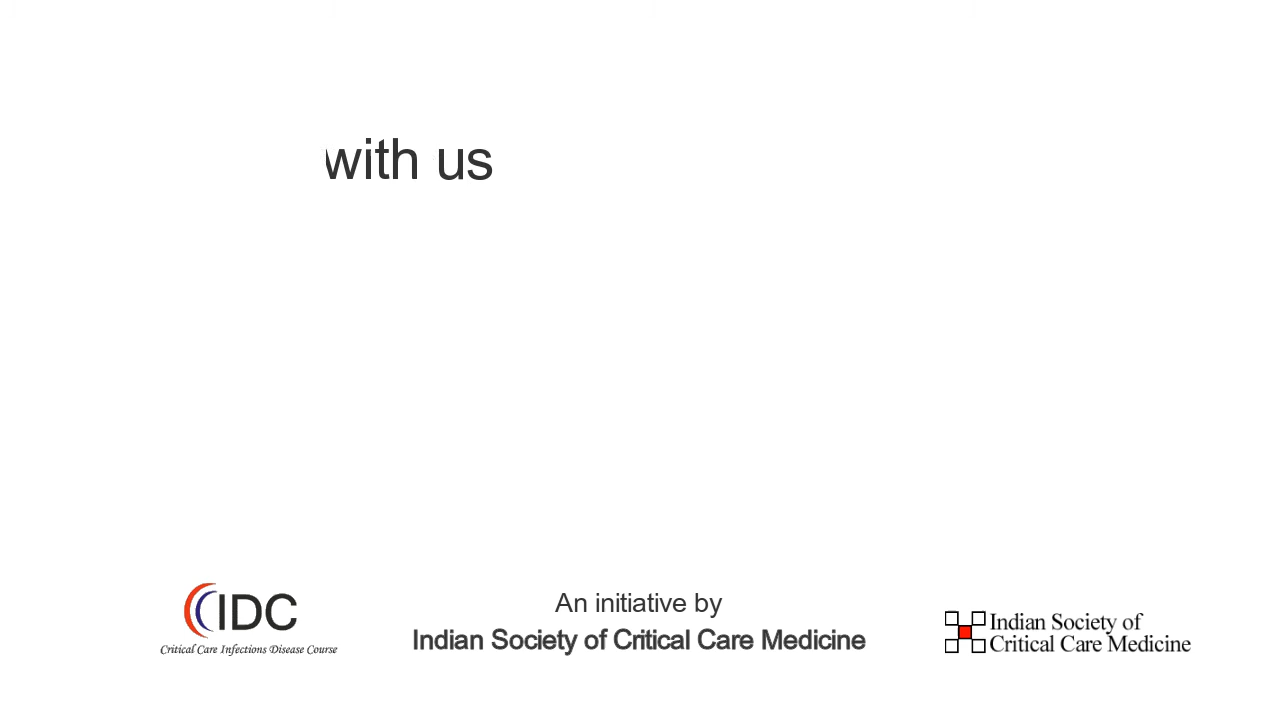 with us
An initiative by
Indian Society of Critical Care Medicine
IDC
Critical Care Infections Disease Course
Indian Society of
Critical Care Medicine